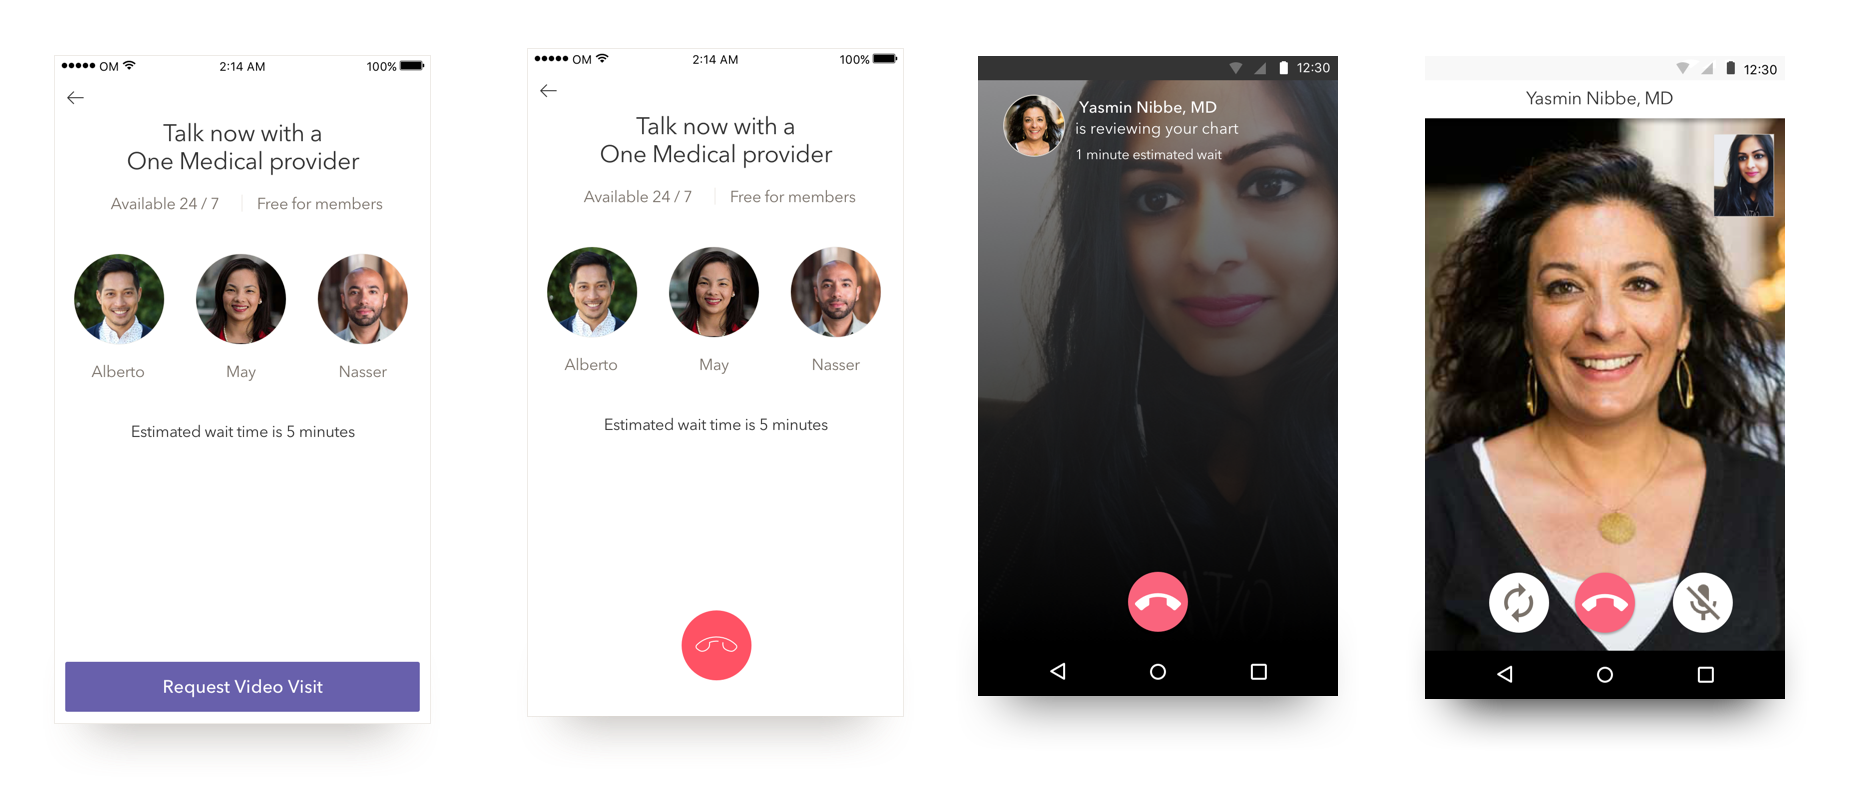 OM
2:14 AM
100%
Talk now with a
One Medical provider
Available 24 / 7
Free for members
Alberto
May
Nasser
Estimated wait time is 5 minutes
Request Video Visit
OM
2:14 AM
100%
Talk now with a
One Medical provider
Available 24 / 7
Free for members
Alberto
May
Nasser
Estimated wait time is 5 minutes
12:30
Yasmin Nibbe, MD
is reviewing your chart
1 minute estimated wait
12:30
Yasmin Nibbe, MD